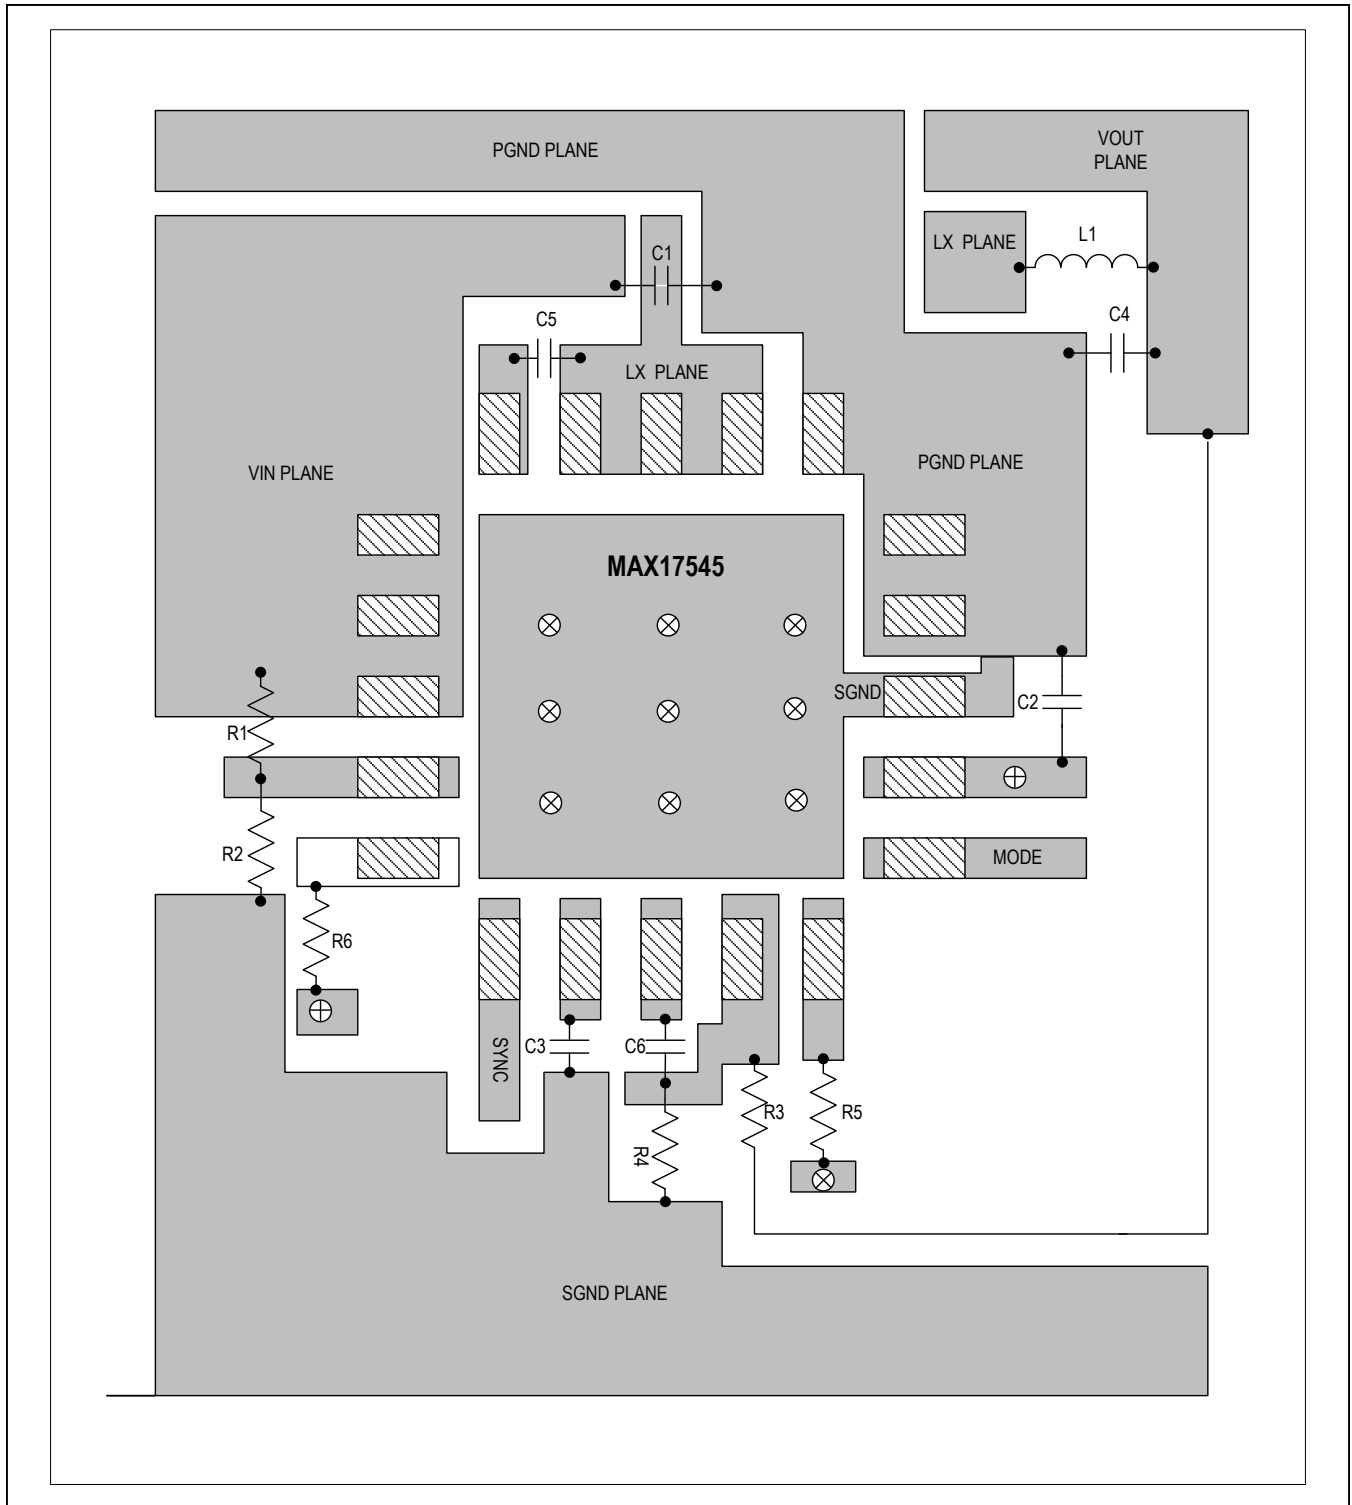 PGND PLANE
VOUT
PLANE
LX PLANE
L1
C1
C5
C4
LX PLANE
VIN PLANE
PGND PLANE
MAX17545
SGND
C2
R1
R2
MODE
R6
SYNC
C3
C6
R3
R5
R4
SGND PLANE